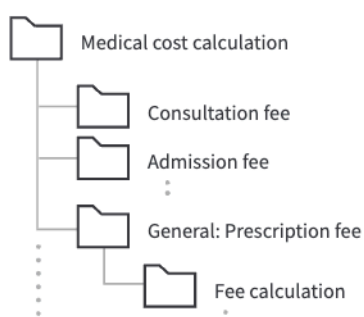 Medical cost calculation
Consultation fee
Admission fee
General: Prescription fee
Fee calculation